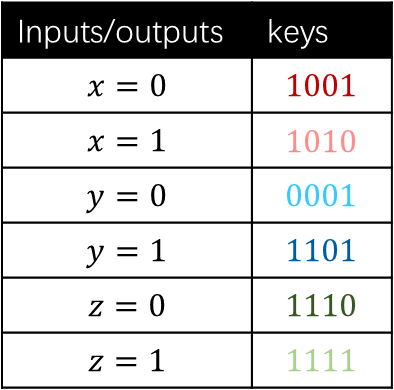 Inputs/outputs keys
x = 0 1001
x = 1 1010
y = 0 0001
y = 1 1101
z = 0 1110
z = 1 1111